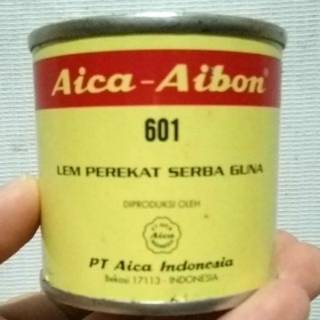 Aica-Aibon®
601
LEM PEREKAT SERBA GUNA
DIPRODUKSI OLEH
Aica
PT Aica Indonesia
Bekasi 17113 - INDONESIA